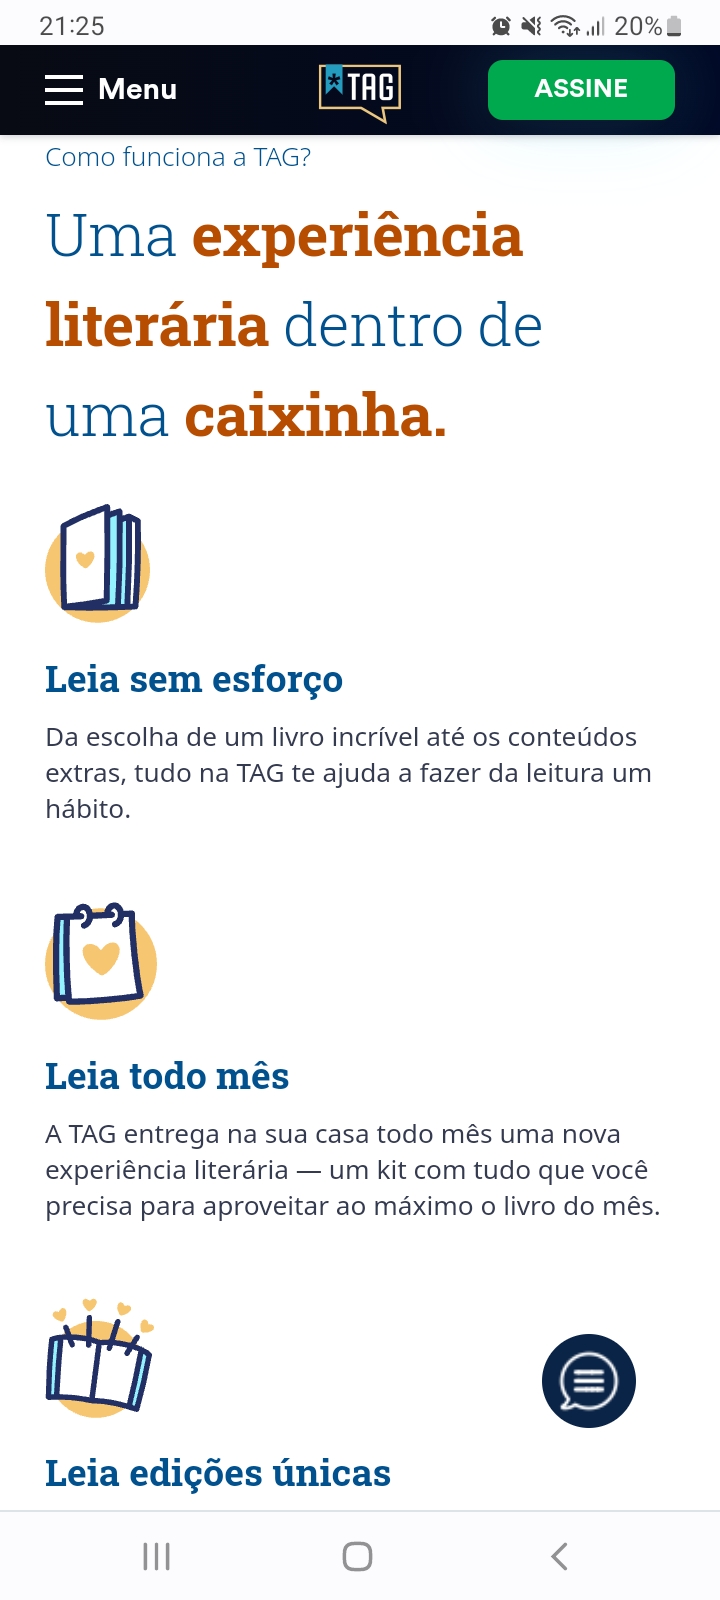 21:25
20%
Menu
TAG
ASSINE
Como funciona a TAG?
Uma experiência
literária dentro de
uma caixinha.
Leia sem esforço
Da escolha de um livro incrível até os conteúdos
extras, tudo na TAG te ajuda a fazer da leitura um
hábito.
Leia todo mês
A TAG entrega na sua casa todo mês uma nova
experiência literária — um kit com tudo que você
precisa para aproveitar ao máximo o livro do mês.
Leia edições únicas